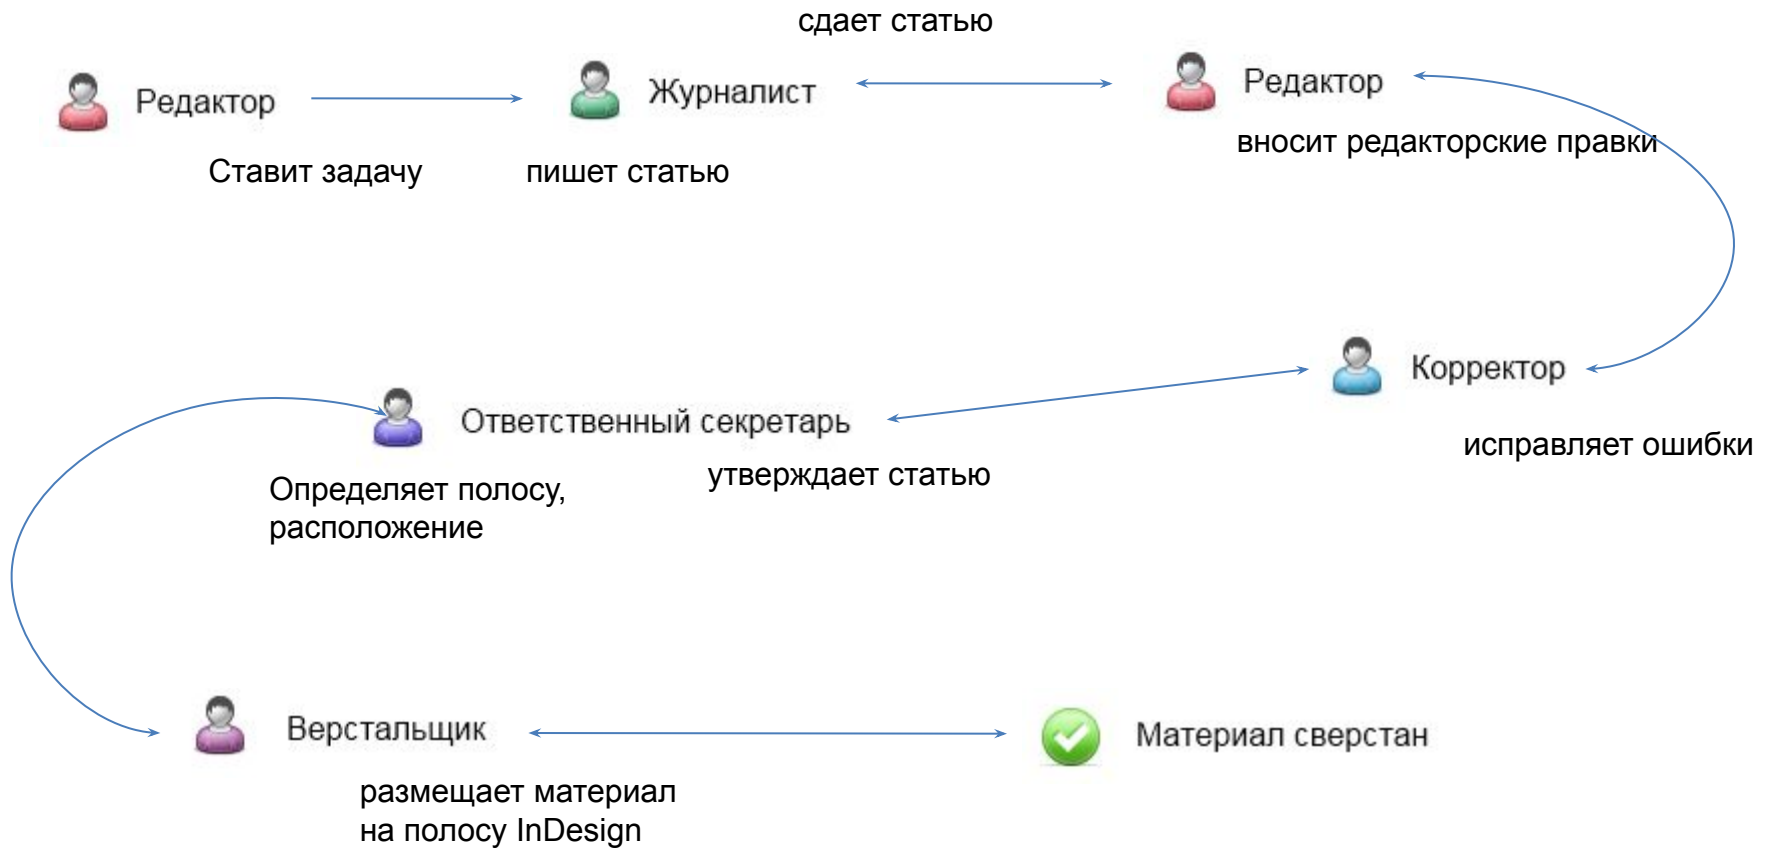 сдает статью
Редактор
Журналист
Редактор
Ставит задачу
пишет статью
вносит редакторские правки
Корректор
исправляет ошибки
Ответственный секретарь
утверждает статью
Определяет полосу,
расположение
Верстальщик
Материал сверстан
размещает материал
на полосу InDesign